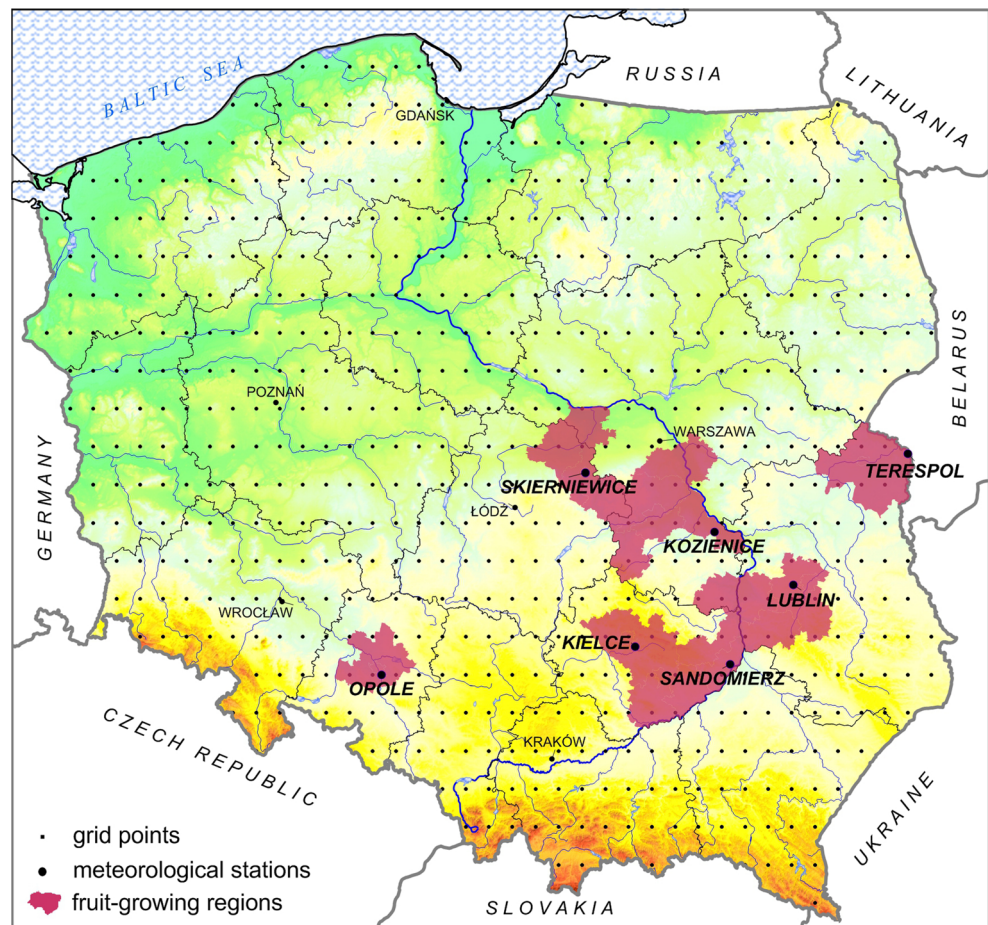 BALTIC SEA
RUSSIA
LITHUANIA
GDAŃSK
BELARUS
POZNAŃ
WARSZAWA
GERMANY
TERESPOL
SKIERNIEWICE
ŁÓDŹ
KOZIENICE
LUBLIN
WROCŁAW
KIELCE
SANDOMIERZ
OPOLE
CZECH REPUBLIC
KRAKÓW
UKRAINE
grid points
meteorological stations
fruit-growing regions
SLOVAKIA